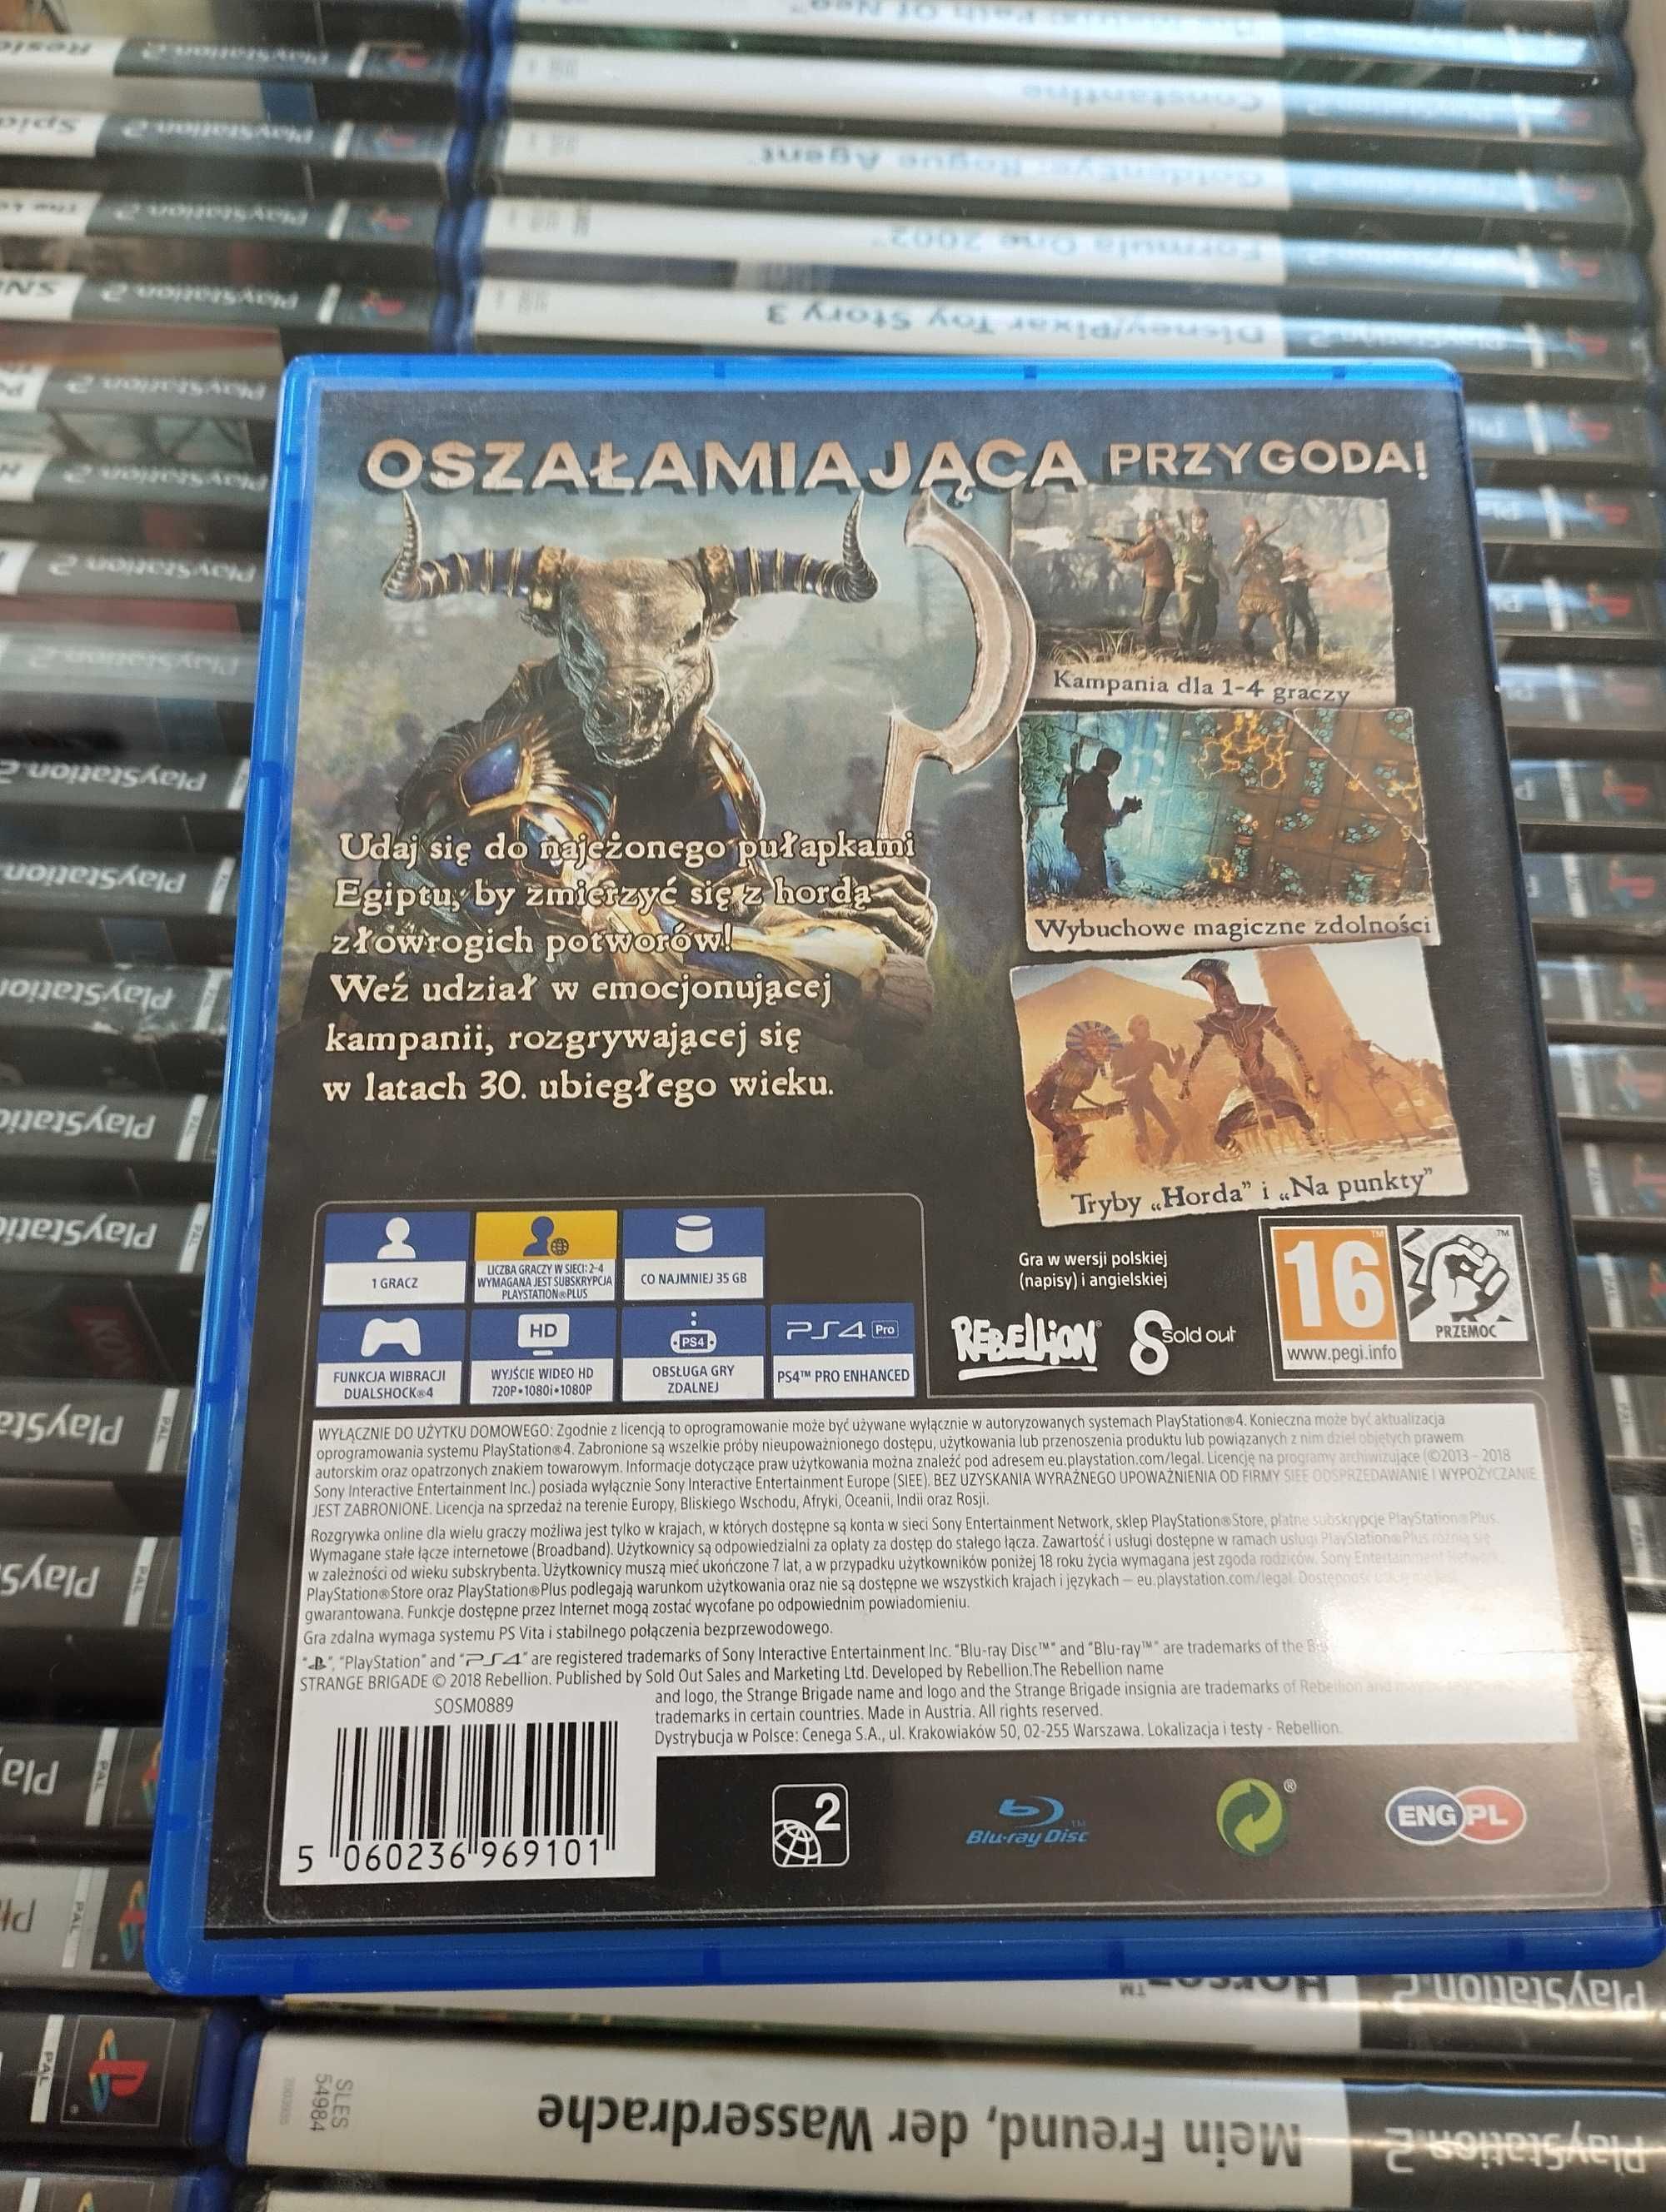 Path Of Neo
Constantine
GoldenEye: Rogue Agent
Formula One 2002
Disney/Pixar Toy Story 3
PlayStation 2
OSZAŁAMIAJĄCA PRZYGODA!
Kampania dla 1-4 graczy
Wybuchowe magiczne zdolności
Tryby „Horda” i „Na punkty”
Udaj się do najeżonego pułapkami
Egiptu, by zmierzyć się z hordą
złowrogich potworów!
Weź udział w emocjonującej
kampanii, rozgrywającej się
w latach 30. ubiegłego wieku.
1 GRACZ
LICZBA GRACZY W SIECI: 2-4
WYMAGANA JEST SUBSKRYPCJA
PLAYSTATION®PLUS
CO NAJMNIEJ 35 GB
FUNKCJA WIBRACJI
DUALSHOCK®4
HD
WYJŚCIE WIDEO HD
720P•1080i•1080P
PS4
OBSŁUGA GRY
ZDALNEJ
PS4 Pro
PS4™ PRO ENHANCED
Gra w wersji polskiej
(napisy) i angielskiej
REBELLION
Sold out
16
www.pegi.info
PRZEMOC
WYŁĄCZNIE DO UŻYTKU DOMOWEGO: Zgodnie z licencją to oprogramowanie może być używane wyłącznie w autoryzowanych systemach PlayStation®4. Konieczna może być aktualizacja
oprogramowania systemu PlayStation®4. Zabronione są wszelkie próby nieupoważnionego dostępu, użytkowania lub przenoszenia produktu lub powiązanych z nim dzieł objętych prawem
autorskim oraz opatrzonych znakiem towarowym. Informacje dotyczące praw użytkowania można znaleźć pod adresem eu.playstation.com/legal. Licencję na programy archiwizujące (©2013 - 2018
Sony Interactive Entertainment Inc.) posiada wyłącznie Sony Interactive Entertainment Europe (SIEE). BEZ UZYSKANIA WYRAŹNEGO UPOWAŻNIENIA OD FIRMY SIEE ODSPRZEDAWANIE I WYPOŻYCZANIE
JEST ZABRONIONE. Licencja na sprzedaż na terenie Europy, Bliskiego Wschodu, Afryki, Oceanii, Indii oraz Rosji.
Rozgrywka online dla wielu graczy możliwa jest tylko w krajach, w których dostępne są konta w sieci Sony Entertainment Network, sklep PlayStation®Store, płatne subskrypcje PlayStation®Plus.
Wymagane stałe łącze internetowe (Broadband). Użytkownicy są odpowiedzialni za opłaty za dostęp do stałego łącza. Zawartość i usługi dostępne w ramach usługi PlayStation®Plus różnią się
w zależności od wieku subskrybenta. Użytkownicy muszą mieć ukończone 7 lat, a w przypadku użytkowników poniżej 18 roku życia wymagana jest zgoda rodziców. Sony Entertainment Network,
PlayStation®Store oraz PlayStation®Plus podlegają warunkom użytkowania oraz nie są dostępne we wszystkich krajach i językach — eu.playstation.com/legal. Dostępność
gwarantowana. Funkcje dostępne przez Internet mogą zostać wycofane po odpowiednim powiadomieniu.
Gra zdalna wymaga systemu PS Vita i stabilnego połączenia bezprzewodowego.
"PlayStation" and "PS4" are registered trademarks of Sony Interactive Entertainment Inc. "Blu-ray Disc™" and "Blu-ray™" are trademarks of the
STRANGE BRIGADE © 2018 Rebellion. Published by Sold Out Sales and Marketing Ltd. Developed by Rebellion.The Rebellion name
and logo, the Strange Brigade name and logo and the Strange Brigade insignia are trademarks of Rebellion and may
trademarks in certain countries. Made in Austria. All rights reserved.
Dystrybucja w Polsce: Cenega S.A., ul. Krakowiaków 50, 02-255 Warszawa. Lokalizacja i testy - Rebellion.
SOSM0889
5 060236 969101
2
Blu-ray Disc
®
ENG PL
PlayStation 2
PAL
SLES
54984
Mein Freund, der Wasserdrache
PlayStation 2